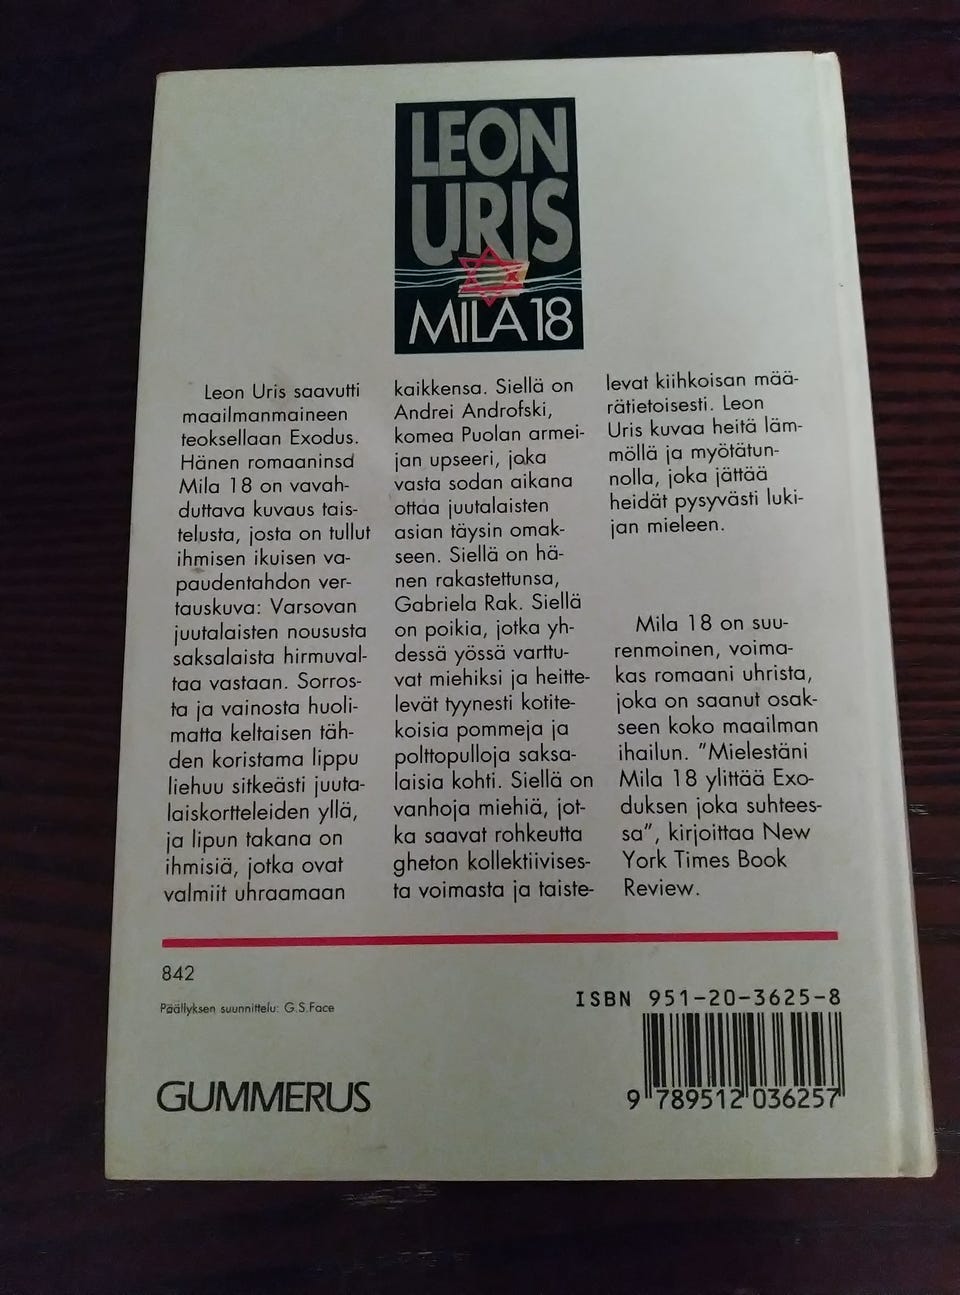 LEON
URIS
MILA 18
Leon Uris saavutti
maailmanmaineen
teoksellaan Exodus.
Hänen romaaninsa
Mila 18 on vavah-
duttava kuvaus tais-
telusta, josta on tullut
ihmisen ikuisen va-
paudentahdon ver-
tauskuva: Varsovan
juutalaisten noususta
saksalaista hirmuval-
taa vastaan. Sorros-
ta ja vainosta huoli-
matta keltaisen täh-
den koristama lippu
liehuu sitkeästi juuta-
laiskortteleiden yllä,
ja lipun takana on
ihmisiä, jotka ovat
valmiit uhraamaan
kaikkensa. Siellä on
Andrei Androfski,
komea Puolan armei-
jan upseeri, joka
vasta sodan aikana
ottaa juutalaisten
asian täysin omak-
seen. Siellä on hä-
nen rakastettunsa,
Gabriela Rak. Siellä
on poikia, jotka yh-
dessä yössä varttu-
vat miehiksi ja heitte-
levät tyynesti kotite-
koisia pommeja ja
polttopulloja saksa-
laisia kohti. Siellä on
vanhoja miehiä, jot-
ka saavat rohkeutta
gheton kollektiivises-
ta voimasta ja taiste-
levat kiihkoisan mää-
rätietoisesti. Leon
Uris kuvaa heitä läm-
möllä ja myötätun-
nolla, joka jättää
heidät pysyvästi luki-
jan mieleen.
Mila 18 on suu-
renmoinen, voima-
kas romaani uhrista,
joka on saanut osak-
seen koko maailman
ihailun. "Mielestäni
Mila 18 ylittää Exo-
duksen joka suhtees-
sa", kirjoittaa New
York Times Book
Review.
842
Päällyksen suunnittelu: G.S.Face
GUMMERUS
ISBN 951-20-3625-8
9 789512 036257